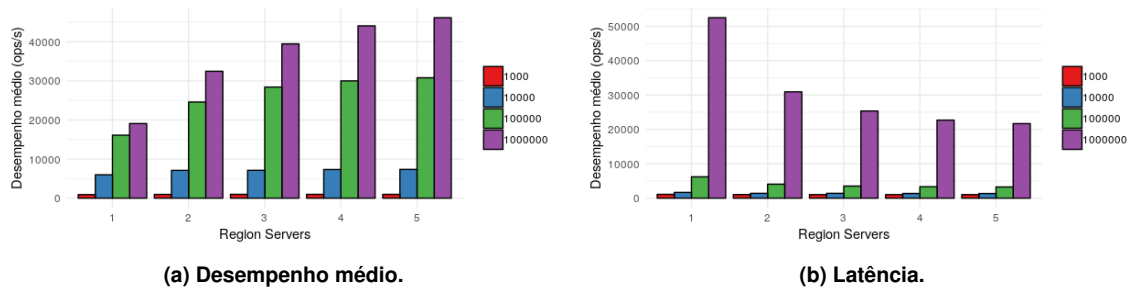 Desempenho médio (ops/s)
40000
30000
20000
10000
0
1 2 3 4 5
Region Servers
1000
10000
100000
1000000
(a) Desempenho médio.
Desempenho médio (ops/s)
50000
40000
30000
20000
10000
0
1 2 3 4 5
Region Servers
1000
10000
100000
1000000
(b) Latência.